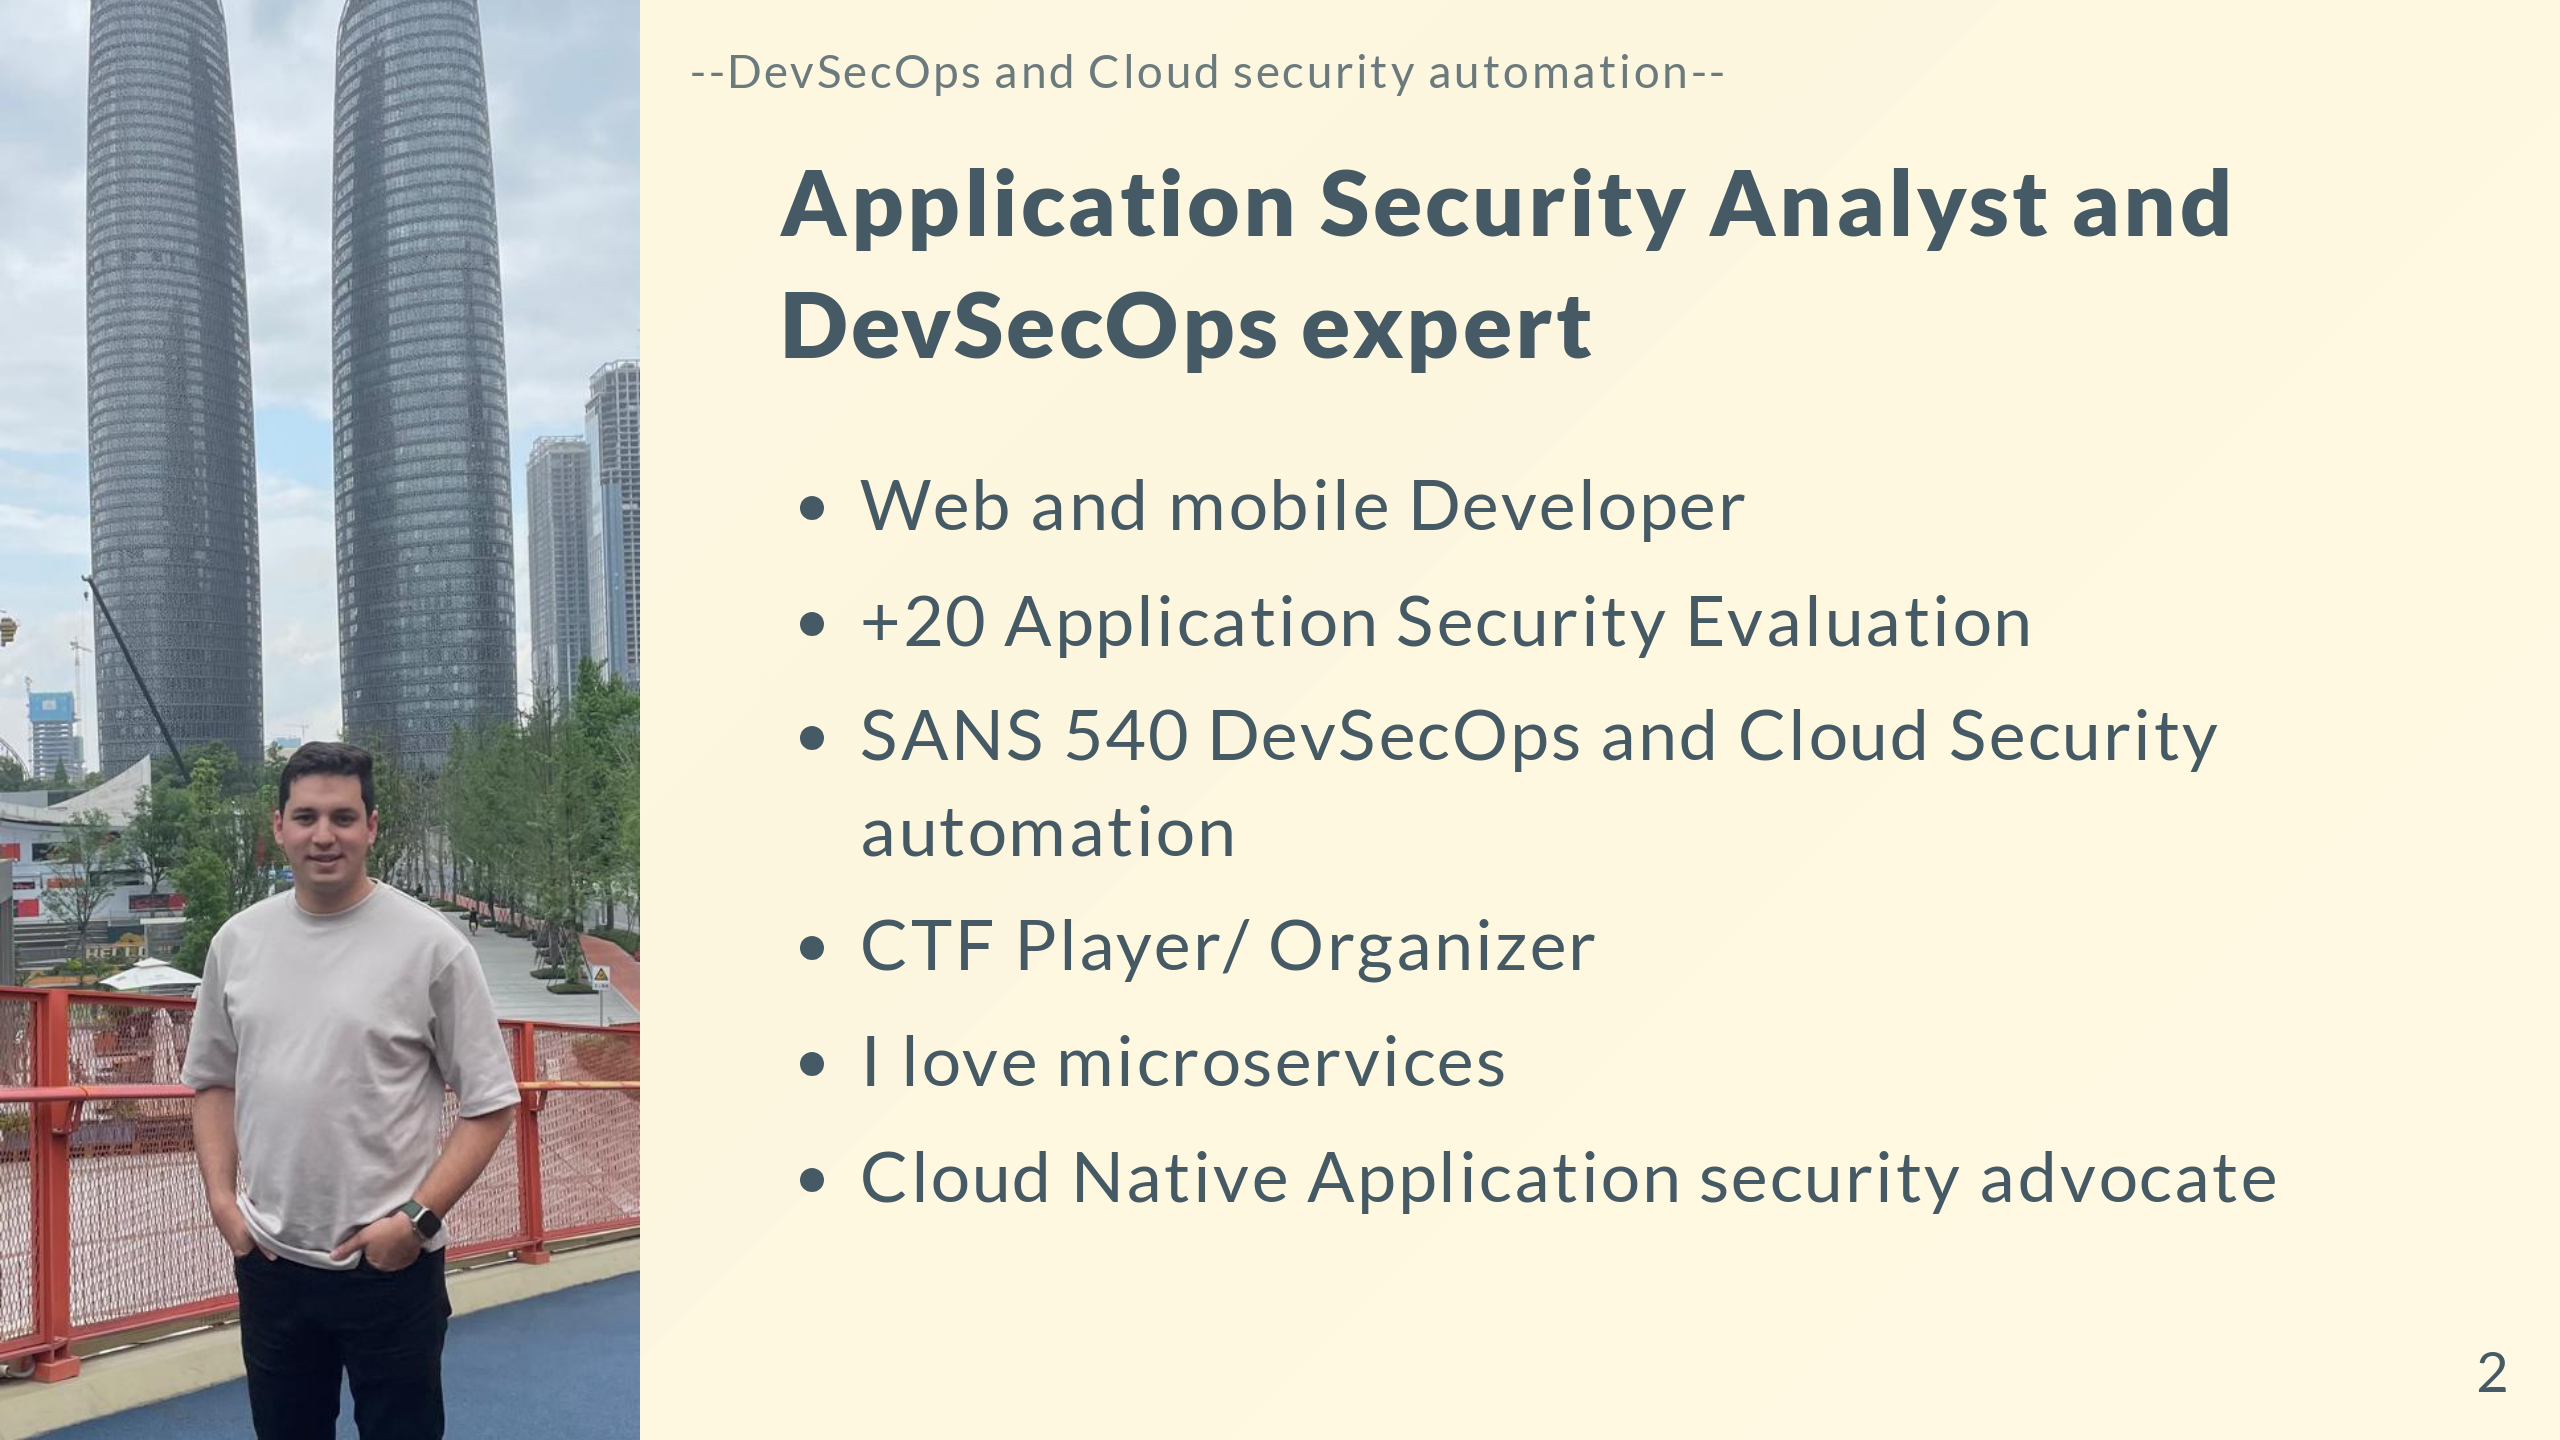 --DevSecOps and Cloud security automation--
Application Security Analyst and
DevSecOps expert
• Web and mobile Developer
• +20 Application Security Evaluation
• SANS 540 DevSecOps and Cloud Security
automation
• CTF Player/ Organizer
• I love microservices
• Cloud Native Application security advocate
2